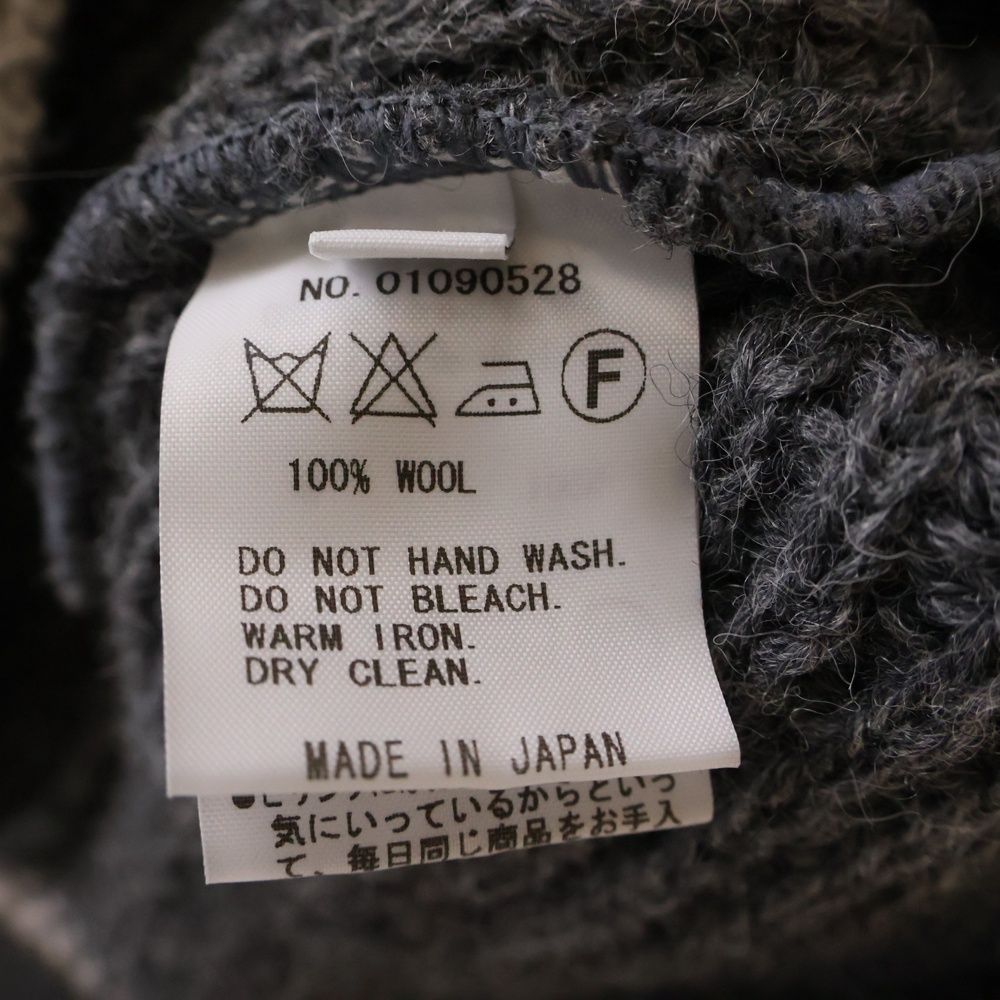 NO. 01090528
F
100% WOOL
DO NOT HAND WASH.
DO NOT BLEACH.
WARM IRON.
DRY CLEAN.
MADE IN JAPAN
気にいっているからといっ
て、毎日同じ商品をお手入